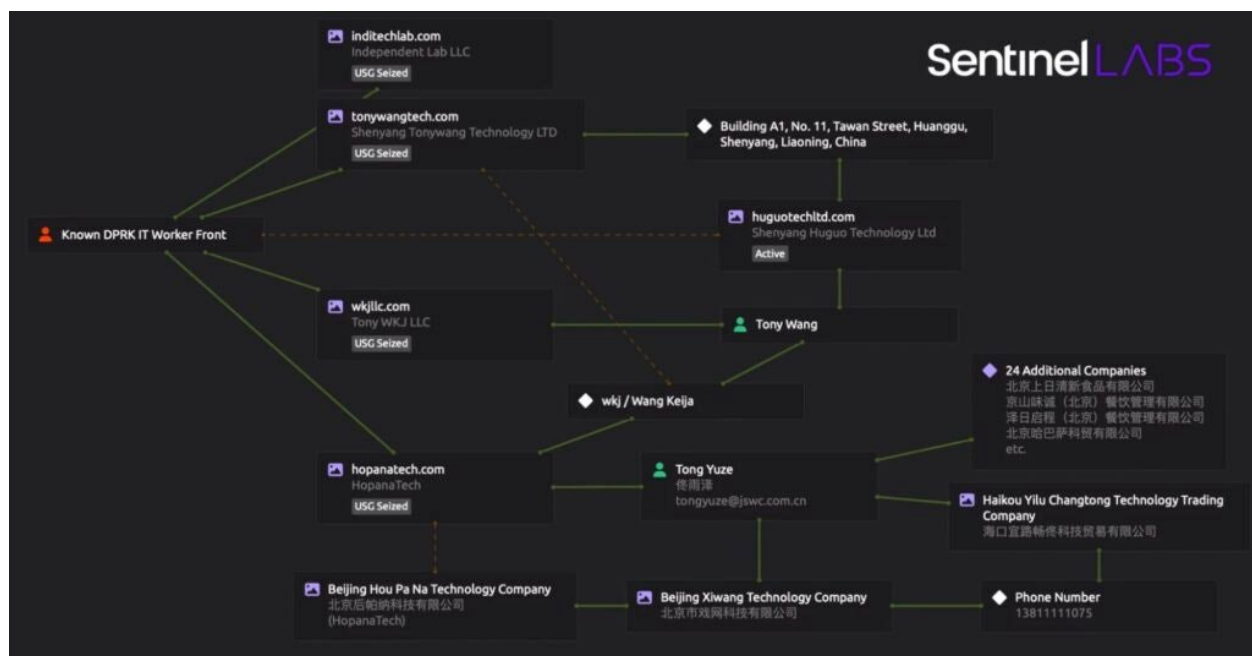 inditechlab.com
Independent Lab LLC
USG Seized
SentinelLABS
tonywangtech.com
Shenyang Tonywang Technology LTD
USG Seized
Building A1, No. 11, Tawan Street, Huanggu,
Shenyang, Liaoning, China
Known DPRK IT Worker Front
huguotechltd.com
Shenyang Huguo Technology Ltd
Active
wkjllc.com
Tony WKJ LLC
USG Seized
Tony Wang
24 Additional Companies
北京上日清新食品有限公司
京山味诚（北京）餐饮管理有限公司
泽日启程（北京）餐饮管理有限公司
北京哈巴萨科贸有限公司
etc.
wkj / Wang Keija
hopanatech.com
HopanaTech
USG Seized
Tong Yuze
佟雨泽
tongyuze@jswc.com.cn
Haikou Yilu Changtong Technology Trading
Company
海口宜路畅佟科技贸易有限公司
Beijing Hou Pa Na Technology Company
北京后帕纳科技有限公司
(HopanaTech)
Beijing Xiwang Technology Company
北京市戏网科技有限公司
Phone Number
13811111075